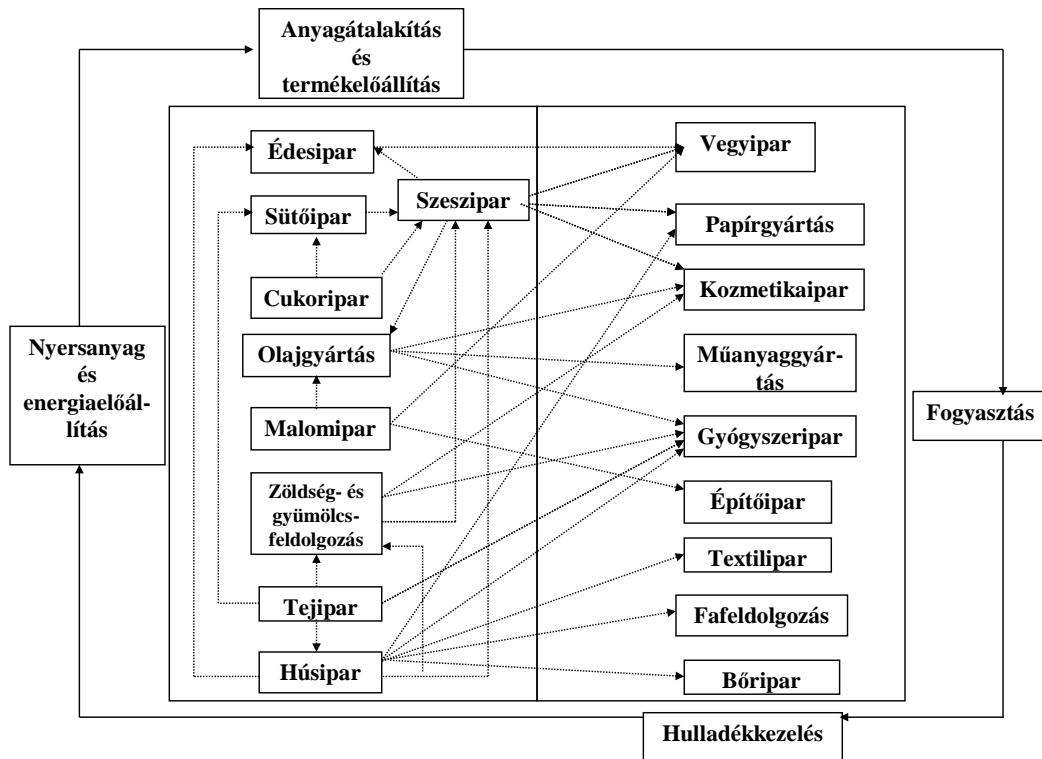 Anyagátalakítás
és
termékelőállítás
Édesipar
Vegyipar
Szeszipar
Sütőipar
Papírgyártás
Cukoripar
Kozmetikaipar
Nyersanyag
és
energiaelőál-
lítás
Olajgyártás
Műanyaggyár-
tás
Fogyasztás
Malomipar
Gyógyszeripar
Zöldség- és
gyümölcs-
feldolgozás
Építőipar
Textilipar
Tejipar
Fafeldolgozás
Húsipar
Bőripar
Hulladékkezelés